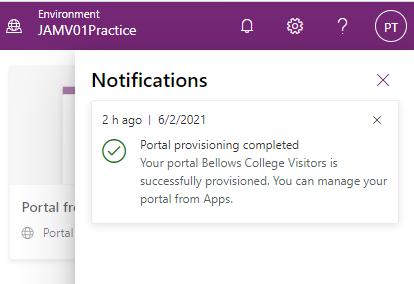 Environment
JAMV01Practice
PT
Notifications
2 h ago | 6/2/2021
Portal provisioning completed
Your portal Bellows College Visitors is
successfully provisioned. You can manage your
portal from Apps.
Portal fr
Portal